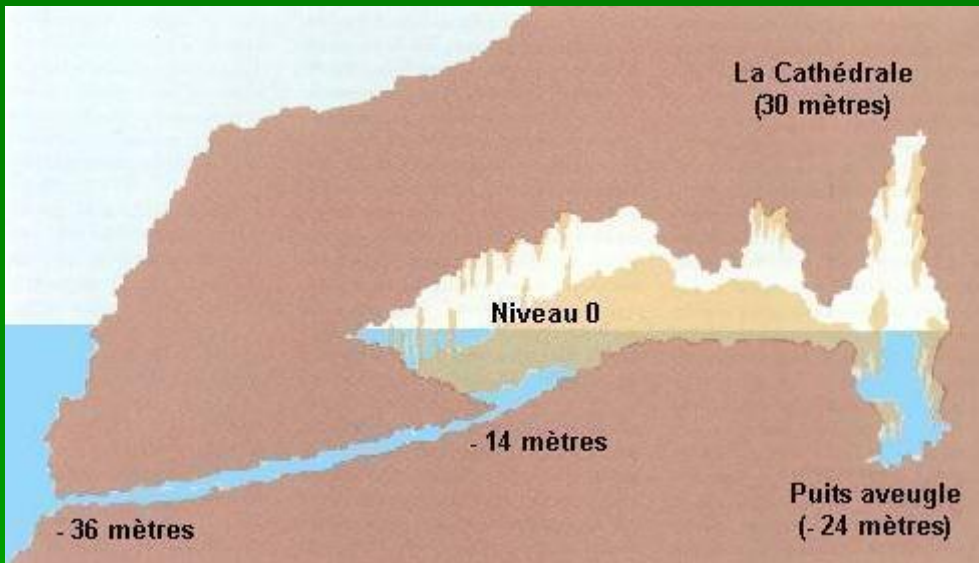 La Cathédrale
(30 mètres)
Niveau 0
- 14 mètres
- 36 mètres
Puits aveugle
(- 24 mètres)